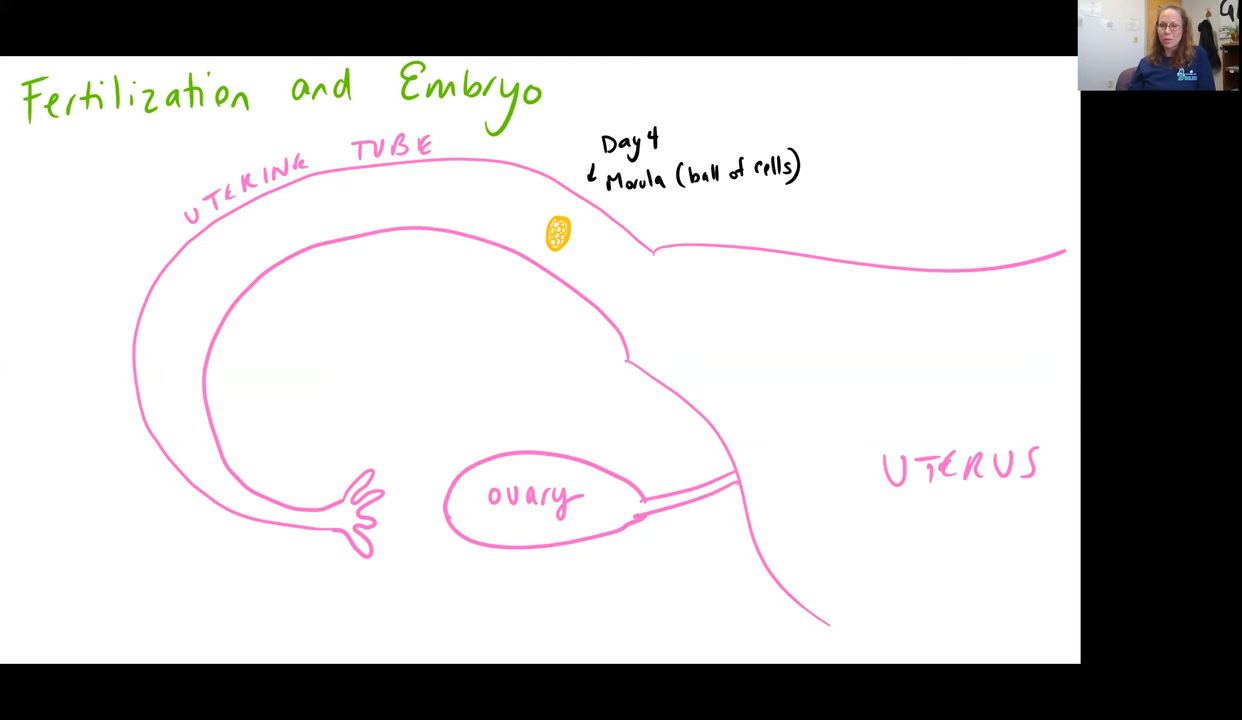 Fertilization and Embryo
UTERINE TUBE
Day 4
↳ Morula (ball of cells)
ovary
UTERUS